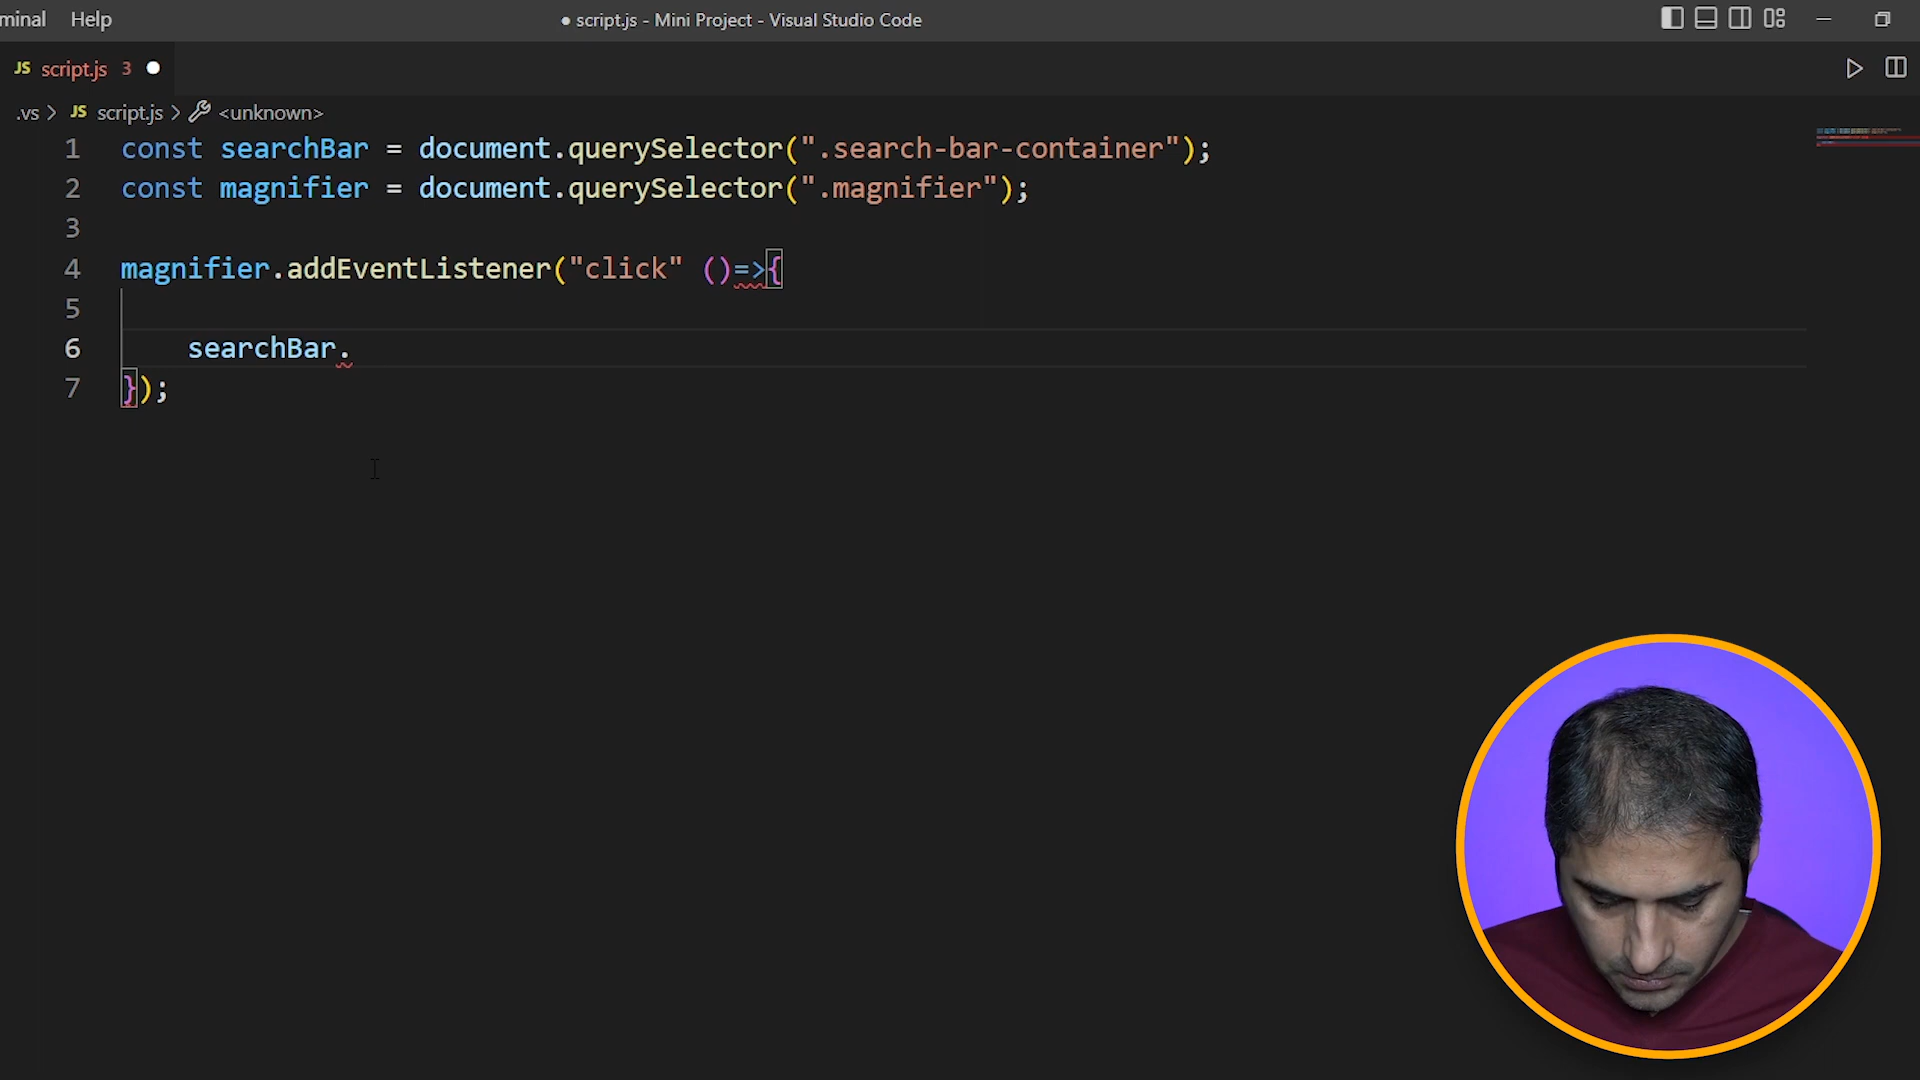 minal Help
● script.js - Mini Project - Visual Studio Code
JS script.js 3 ●
.vs > JS script.js > <unknown>
1 const searchBar = document.querySelector(".search-bar-container");
2 const magnifier = document.querySelector(".magnifier");
3
4 magnifier.addEventListener("click" ()=>{
5
6 searchBar.
7 });